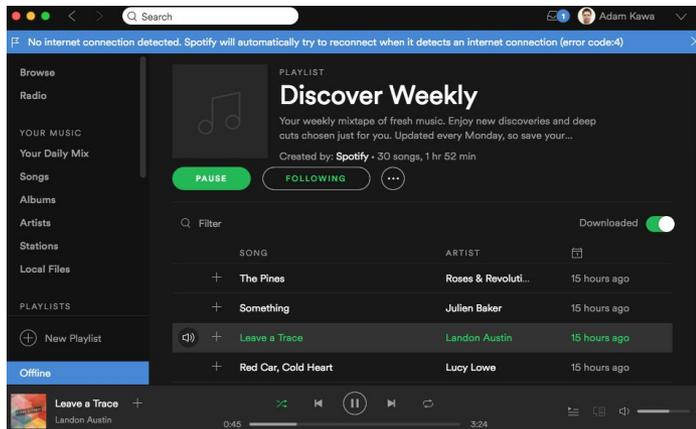 Search
1
Adam Kawa
No internet connection detected. Spotify will automatically try to reconnect when it detects an internet connection (error code:4)
Browse
Radio
YOUR MUSIC
Your Daily Mix
Songs
Albums
Artists
Stations
Local Files
PLAYLISTS
New Playlist
Offline
PLAYLIST
Discover Weekly
Your weekly mixtape of fresh music. Enjoy new discoveries and deep
cuts chosen just for you. Updated every Monday, so save your...
Created by: Spotify • 30 songs, 1 hr 52 min
PAUSE
FOLLOWING
Filter
Downloaded
SONG ARTIST
The Pines Roses & Revoluti... 15 hours ago
Something Julien Baker 15 hours ago
Leave a Trace Landon Austin 15 hours ago
Red Car, Cold Heart Lucy Lowe 15 hours ago
Leave a Trace
Landon Austin
0:45
3:24